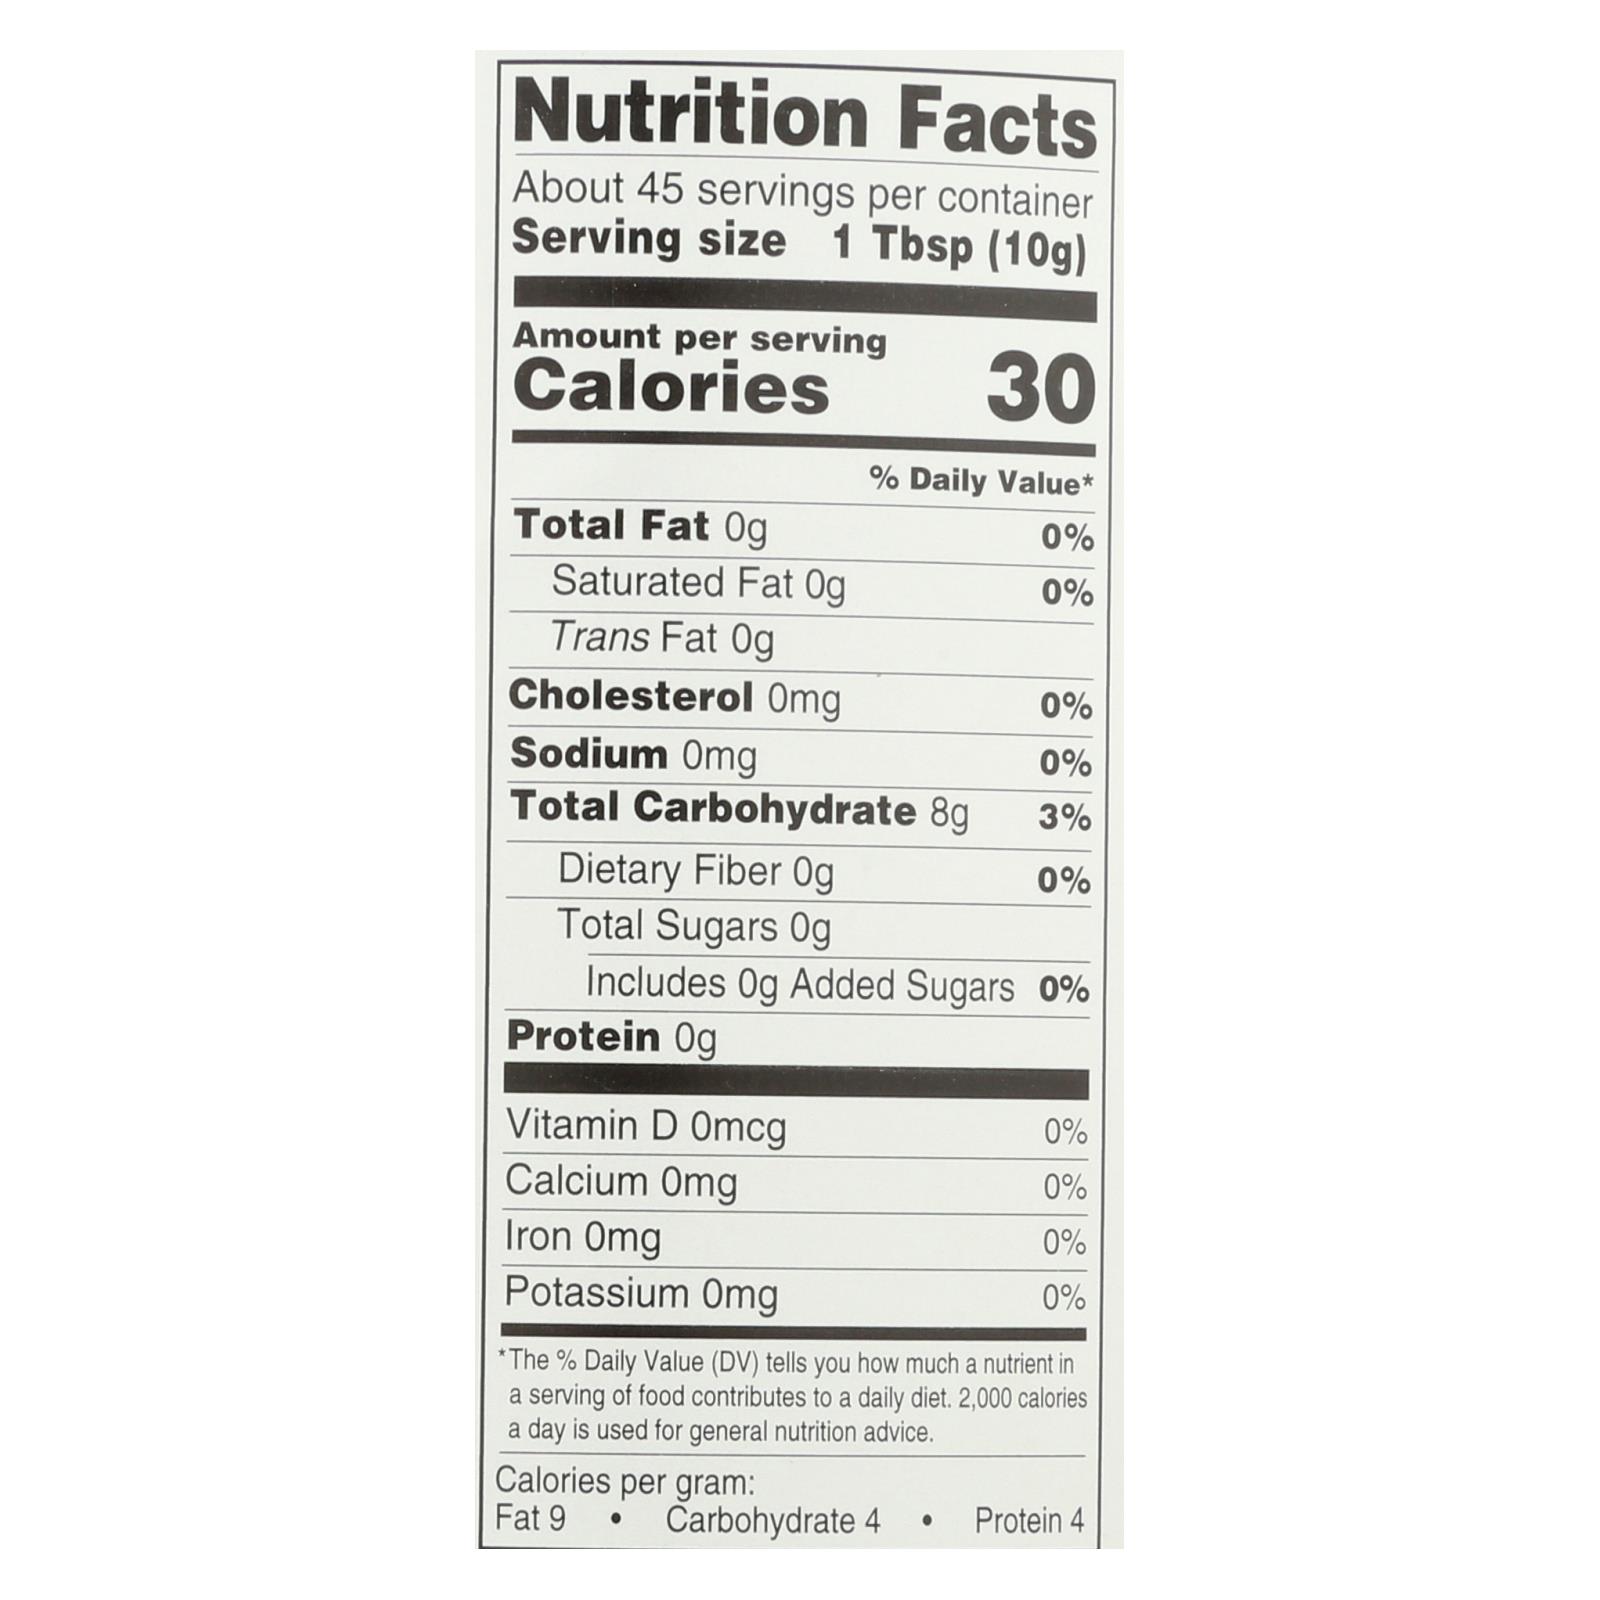 Nutrition Facts
About 45 servings per container
Serving size 1 Tbsp (10g)
Amount per serving
Calories 30
% Daily Value*
Total Fat 0g 0%
Saturated Fat 0g 0%
Trans Fat 0g
Cholesterol 0mg 0%
Sodium 0mg 0%
Total Carbohydrate 8g 3%
Dietary Fiber 0g 0%
Total Sugars 0g
Includes 0g Added Sugars 0%
Protein 0g
Vitamin D 0mcg 0%
Calcium 0mg 0%
Iron 0mg 0%
Potassium 0mg 0%
*The % Daily Value (DV) tells you how much a nutrient in
a serving of food contributes to a daily diet. 2,000 calories
a day is used for general nutrition advice.
Calories per gram:
Fat 9 • Carbohydrate 4 • Protein 4